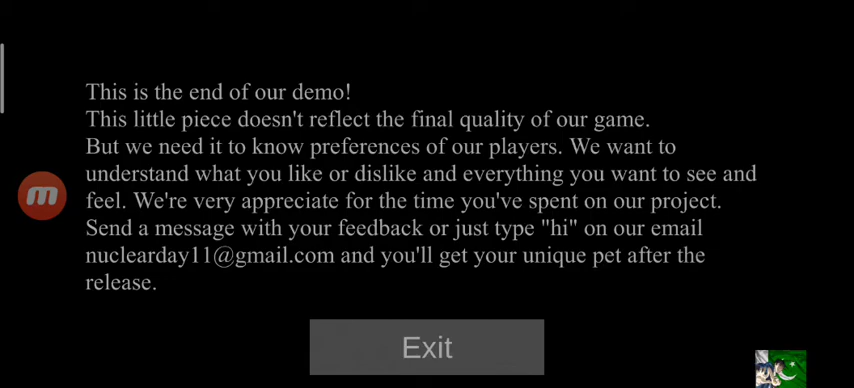 This is the end of our demo!
This little piece doesn't reflect the final quality of our game.
But we need it to know preferences of our players. We want to
understand what you like or dislike and everything you want to see and
feel. We're very appreciate for the time you've spent on our project.
Send a message with your feedback or just type "hi" on our email
nuclearday11@gmail.com and you'll get your unique pet after the
release.
Exit